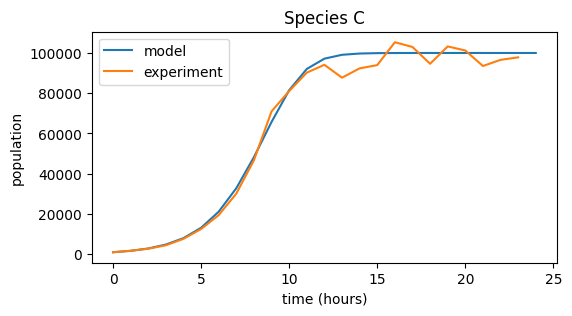 Species C
model
experiment
population
100000
80000
60000
40000
20000
0
0 5 10 15 20 25
time (hours)